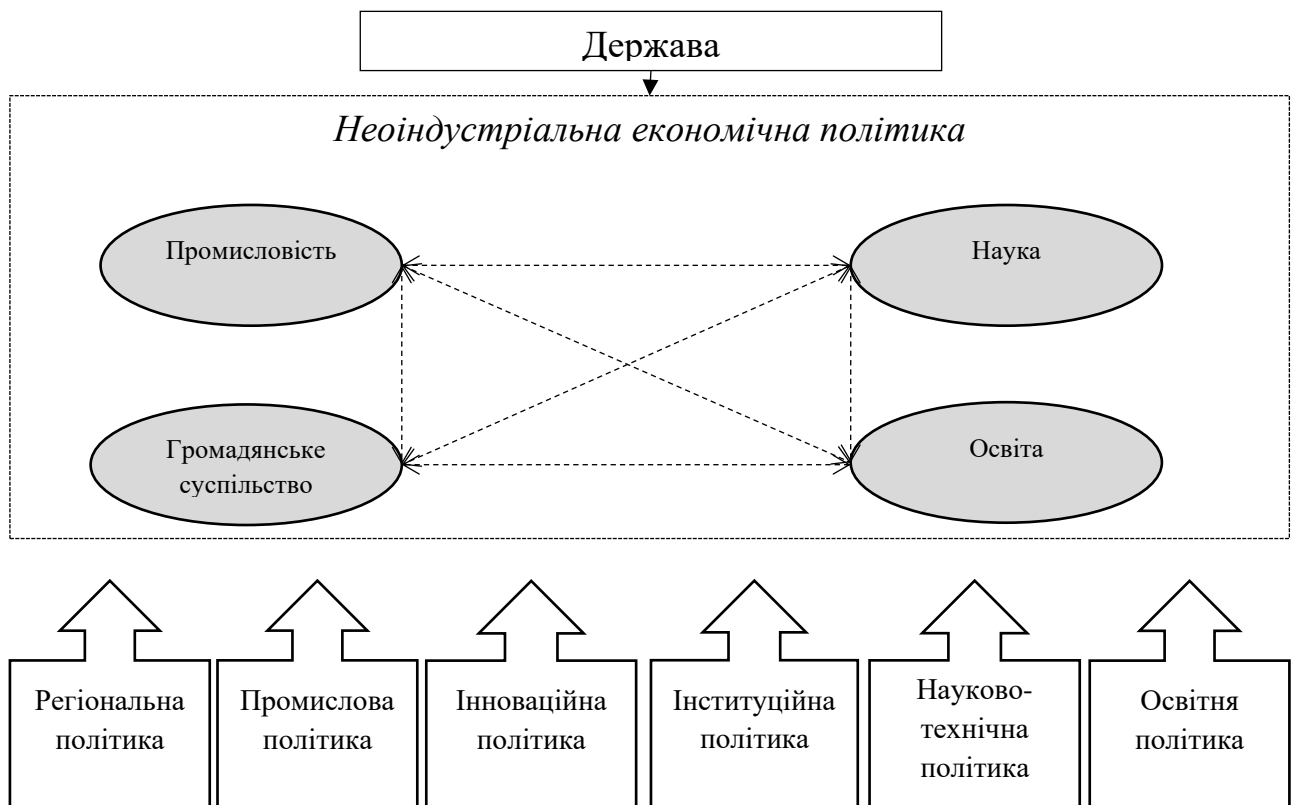 Держава
Неоіндустріальна економічна політика
Промисловість
Наука
Громадянське
суспільство
Освіта
Регіональна
політика
Промислова
політика
Інноваційна
політика
Інституційна
політика
Науково-
технічна
політика
Освітня
політика